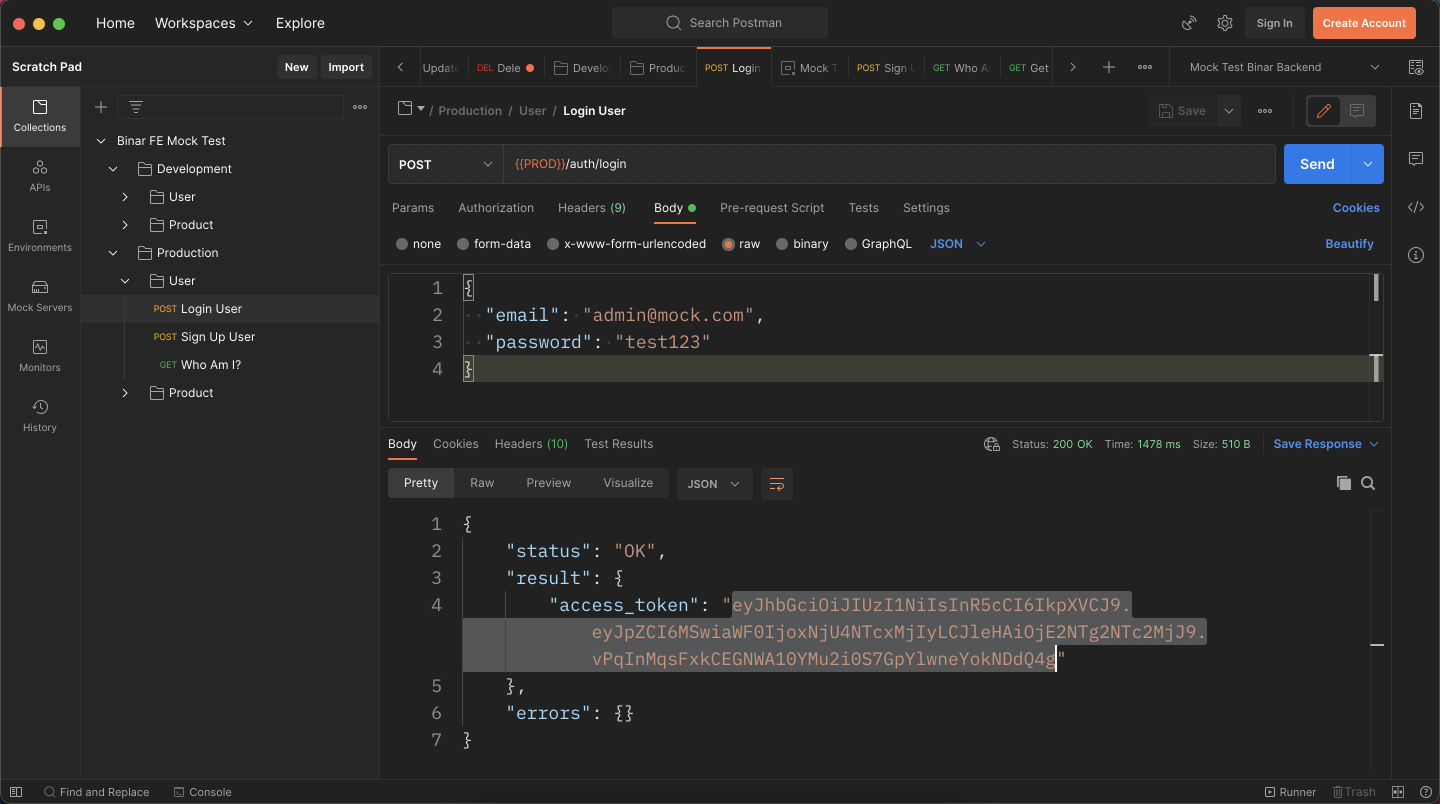 Home Workspaces Explore Search Postman Sign In Create Account
Scratch Pad New Import
Update DEL Dele Develo Produc POST Login Mock T POST Sign U GET Who A GET Get Mock Test Binar Backend
Collections
APIs
Environments
Mock Servers
Monitors
History
Binar FE Mock Test
Development
User
Product
Production
User
POST Login User
POST Sign Up User
GET Who Am I?
Product
/ Production / User / Login User Save
POST {{PROD}}/auth/login Send
Params Authorization Headers (9) Body Pre-request Script Tests Settings Cookies
none form-data x-www-form-urlencoded raw binary GraphQL JSON Beautify
1 {
2 "email": "admin@mock.com",
3 "password": "test123"
4 }
Body Cookies Headers (10) Test Results Status: 200 OK Time: 1478 ms Size: 510 B Save Response
Pretty Raw Preview Visualize JSON
1 {
2 "status": "OK",
3 "result": {
4 "access_token": "eyJhbGciOiJIUzI1NiIsInR5cCI6IkpXVCJ9.
eyJpZCI6MSwiaWF0IjoxNjU4NTcxMjIyLCJleHAiOjE2NTg2NTc2MjJ9.
vPqInMqsFxkCEGNWA10YMu2i0S7GpYlwneYokNDdQ4g"
5 },
6 "errors": {}
7 }
Find and Replace Console Runner Trash